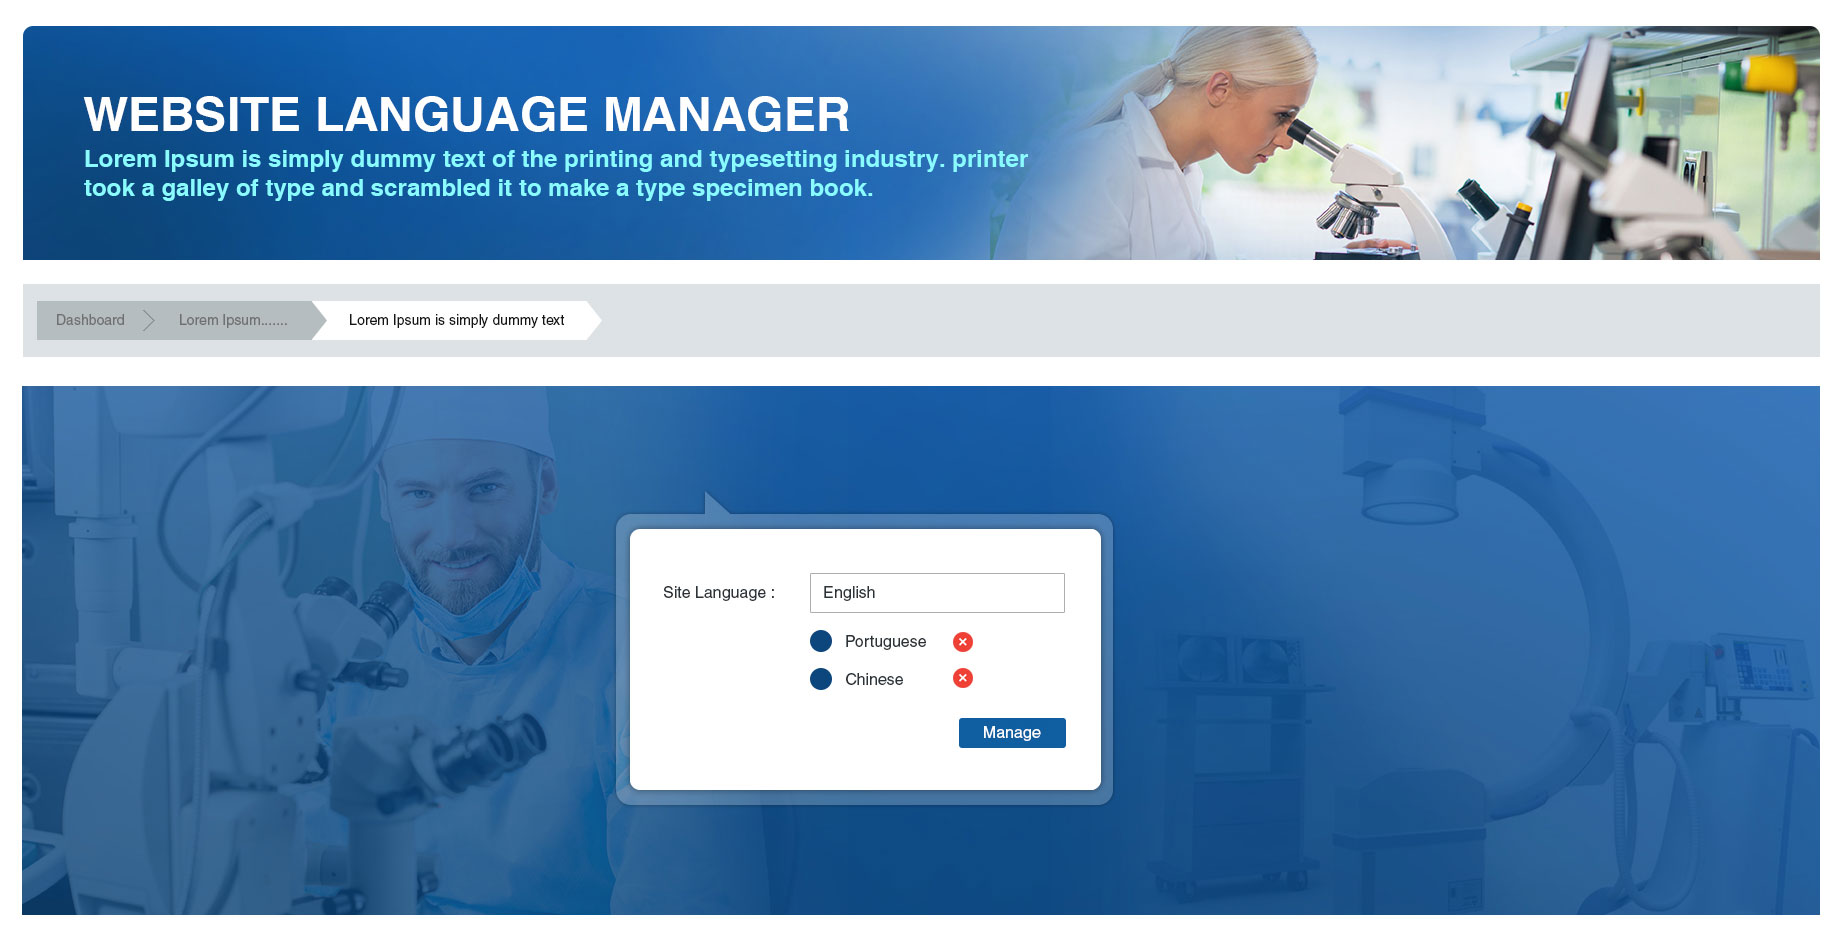 WEBSITE LANGUAGE MANAGER
Lorem Ipsum is simply dummy text of the printing and typesetting industry. printer
took a galley of type and scrambled it to make a type specimen book.
Dashboard
Lorem Ipsum.......
Lorem Ipsum is simply dummy text
Site Language :
English
Portuguese
Chinese
Manage